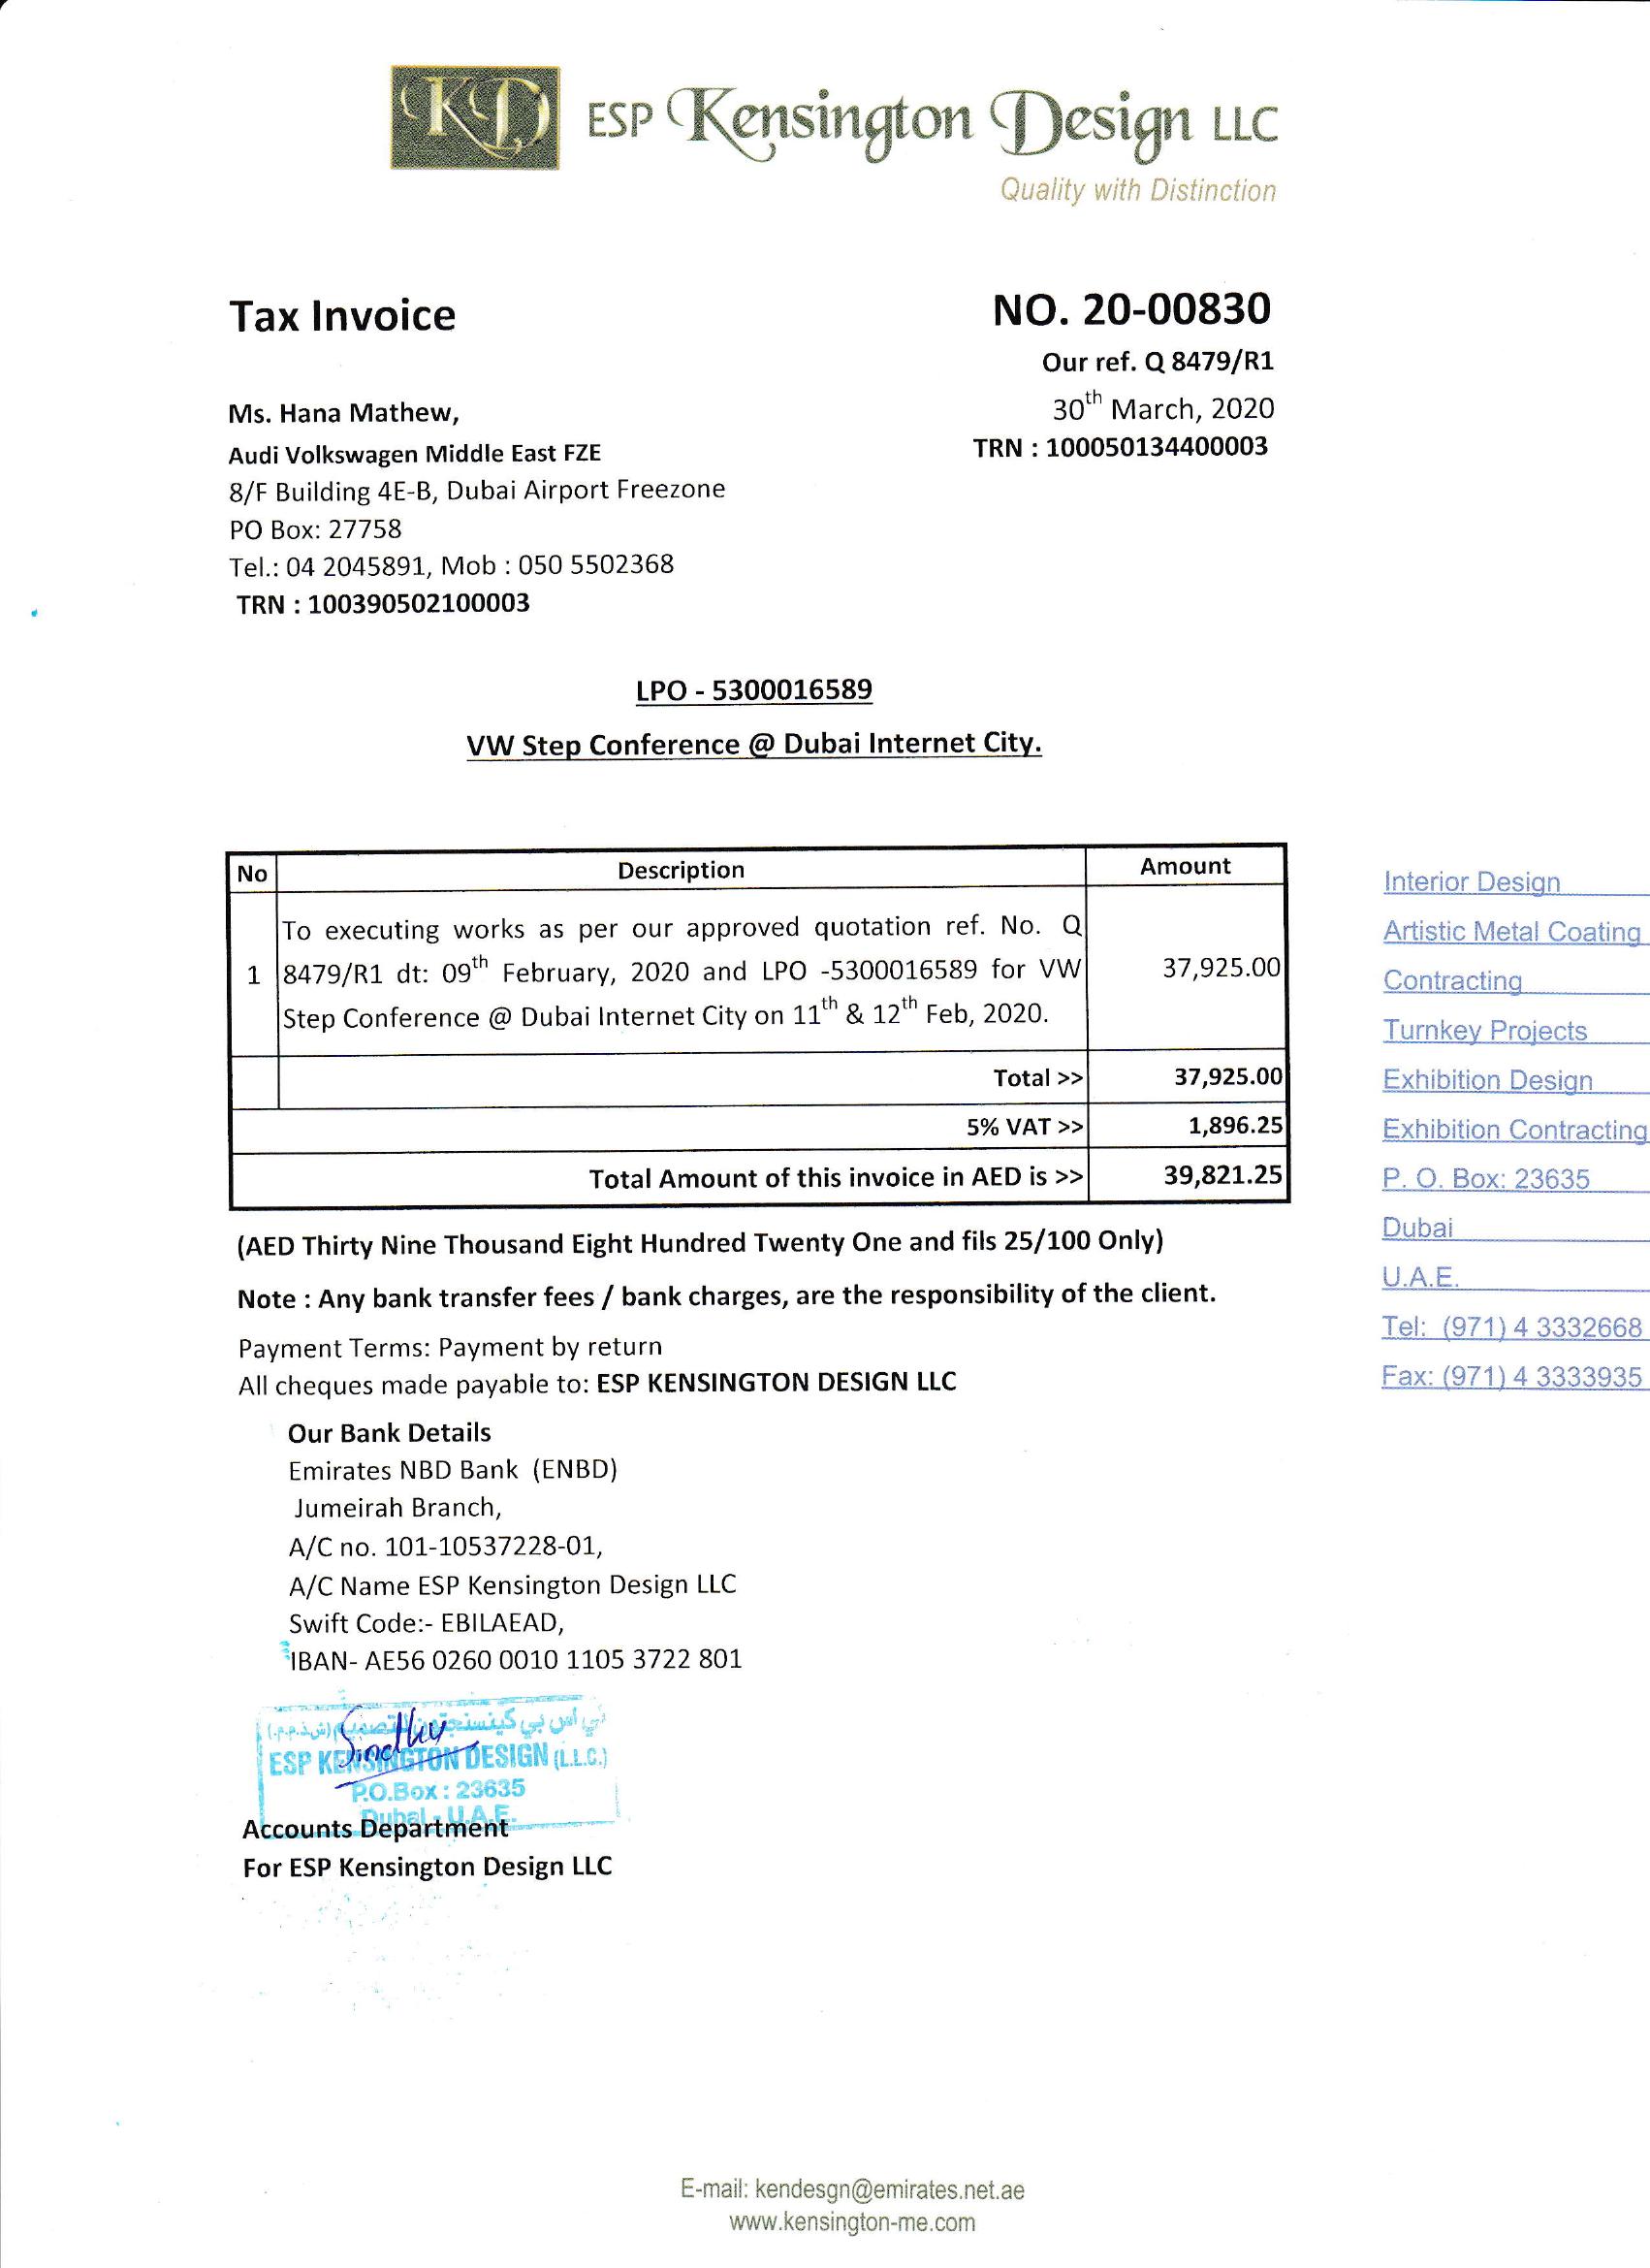 KD ESP Kensington Design LLC
Quality with Distinction
Tax Invoice
NO. 20-00830
Our ref. Q 8479/R1
30th March, 2020
TRN : 100050134400003
Ms. Hana Mathew,
Audi Volkswagen Middle East FZE
8/F Building 4E-B, Dubai Airport Freezone
PO Box: 27758
Tel.: 04 2045891, Mob : 050 5502368
TRN : 100390502100003
LPO - 5300016589
VW Step Conference @ Dubai Internet City.
No Description Amount
To executing works as per our approved quotation ref. No. Q
1 8479/R1 dt: 09th February, 2020 and LPO -5300016589 for VW 37,925.00
Step Conference @ Dubai Internet City on 11th & 12th Feb, 2020.
Total >> 37,925.00
5% VAT >> 1,896.25
Total Amount of this invoice in AED is >> 39,821.25
(AED Thirty Nine Thousand Eight Hundred Twenty One and fils 25/100 Only)
Note : Any bank transfer fees / bank charges, are the responsibility of the client.
Payment Terms: Payment by return
All cheques made payable to: ESP KENSINGTON DESIGN LLC
Our Bank Details
Emirates NBD Bank (ENBD)
Jumeirah Branch,
A/C no. 101-10537228-01,
A/C Name ESP Kensington Design LLC
Swift Code:- EBILAEAD,
IBAN- AE56 0260 0010 1105 3722 801
اي اس بي كينسنجتون للتصميم (ش.ذ.م.م.)
ESP KENSINGTON DESIGN (L.L.C.)
P.O.Box : 23635
Dubai - U.A.E.
Accounts Department
For ESP Kensington Design LLC
Interior Design
Artistic Metal Coating
Contracting
Turnkey Projects
Exhibition Design
Exhibition Contracting
P. O. Box: 23635
Dubai
U.A.E.
Tel: (971) 4 3332668
Fax: (971) 4 3333935
E-mail: kendesgn@emirates.net.ae
www.kensington-me.com